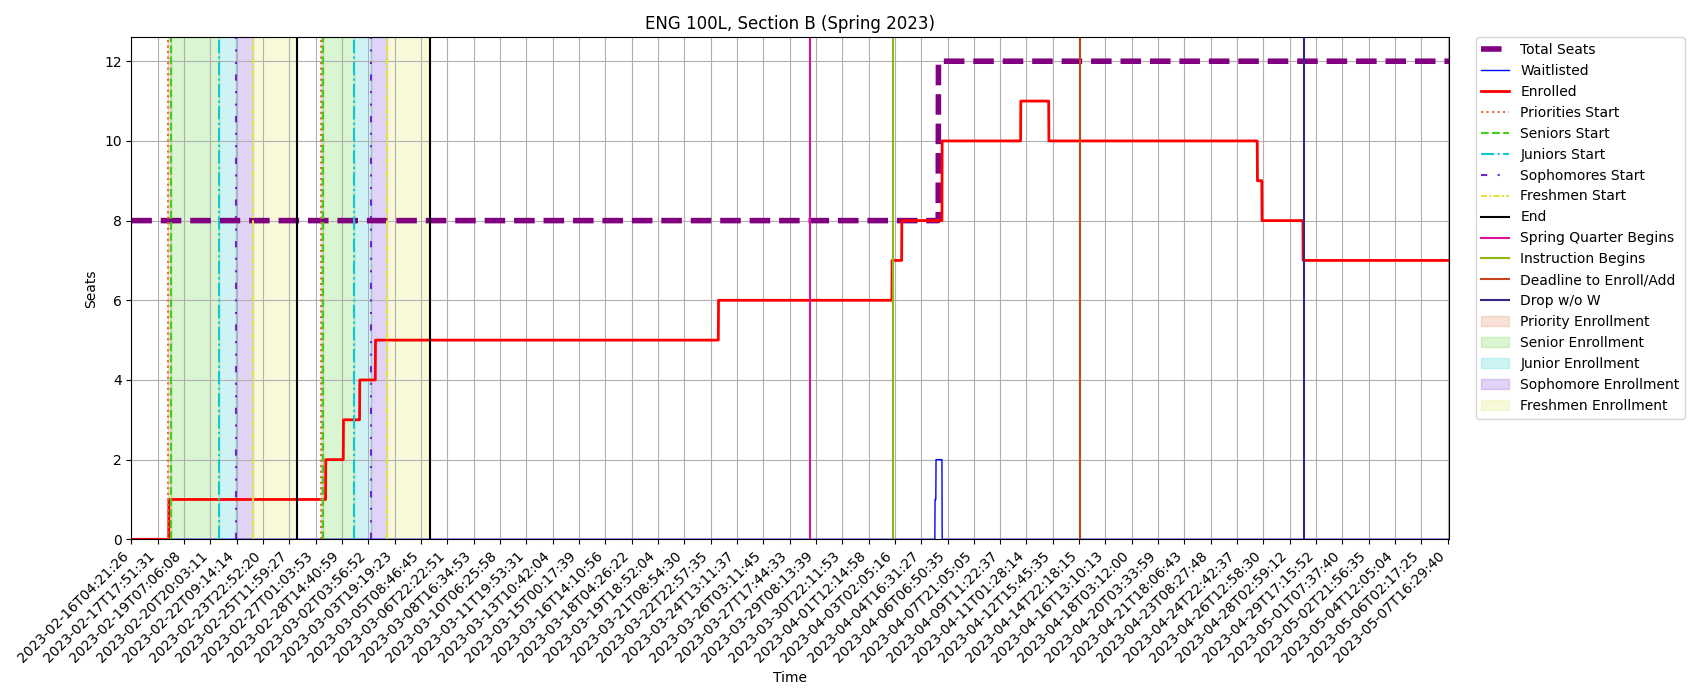 ENG 100L, Section B (Spring 2023)
Seats
12
10
8
6
4
2
0
2023-02-16T04:21:26
2023-02-17T17:51:31
2023-02-19T07:06:08
2023-02-20T20:03:11
2023-02-22T09:14:14
2023-02-23T22:52:20
2023-02-25T11:59:27
2023-02-27T01:03:53
2023-02-28T14:40:59
2023-03-02T03:56:52
2023-03-03T19:19:23
2023-03-05T08:46:45
2023-03-06T22:22:51
2023-03-08T16:34:53
2023-03-10T06:25:58
2023-03-11T19:53:31
2023-03-13T10:42:04
2023-03-15T00:17:39
2023-03-16T14:10:56
2023-03-18T04:26:22
2023-03-19T18:52:04
2023-03-21T08:54:30
2023-03-22T22:57:35
2023-03-24T13:11:37
2023-03-26T03:11:45
2023-03-27T17:44:33
2023-03-29T08:13:39
2023-03-30T22:11:53
2023-04-01T12:14:58
2023-04-03T02:05:16
2023-04-04T16:31:27
2023-04-06T06:50:35
2023-04-07T21:05:05
2023-04-09T11:22:37
2023-04-11T01:28:14
2023-04-12T15:45:35
2023-04-14T22:18:15
2023-04-16T13:10:13
2023-04-18T03:12:00
2023-04-20T03:33:59
2023-04-21T18:06:43
2023-04-23T08:27:48
2023-04-24T22:42:37
2023-04-26T12:58:30
2023-04-28T02:59:12
2023-04-29T17:15:52
2023-05-01T07:37:40
2023-05-02T21:56:35
2023-05-04T12:05:04
2023-05-06T02:17:25
2023-05-07T16:29:40
Time
Total Seats
Waitlisted
Enrolled
Priorities Start
Seniors Start
Juniors Start
Sophomores Start
Freshmen Start
End
Spring Quarter Begins
Instruction Begins
Deadline to Enroll/Add
Drop w/o W
Priority Enrollment
Senior Enrollment
Junior Enrollment
Sophomore Enrollment
Freshmen Enrollment